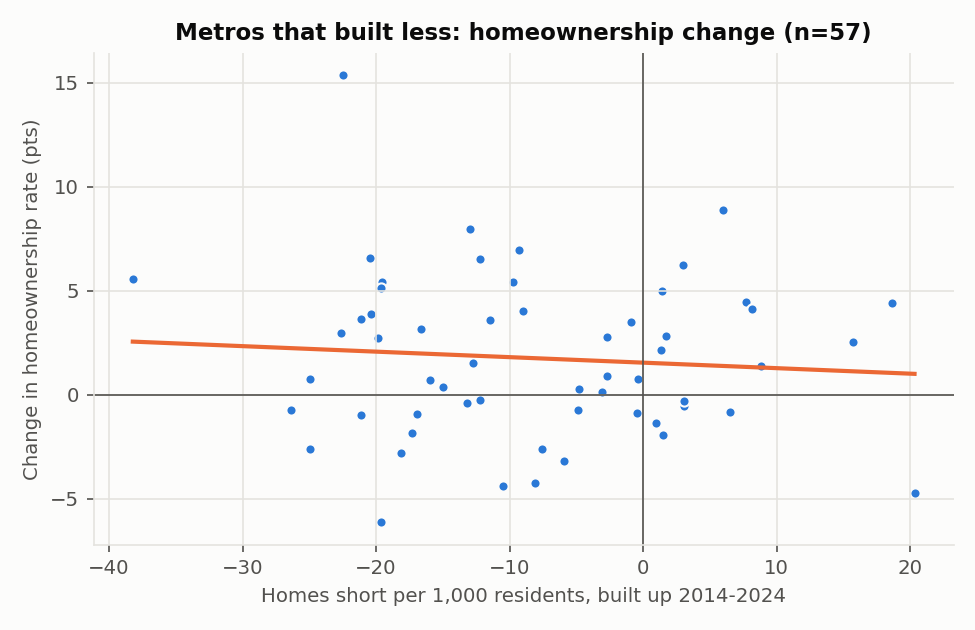 Metros that built less: homeownership change (n=57)
Change in homeownership rate (pts)
15
10
5
0
−5
−40 −30 −20 −10 0 10 20
Homes short per 1,000 residents, built up 2014-2024